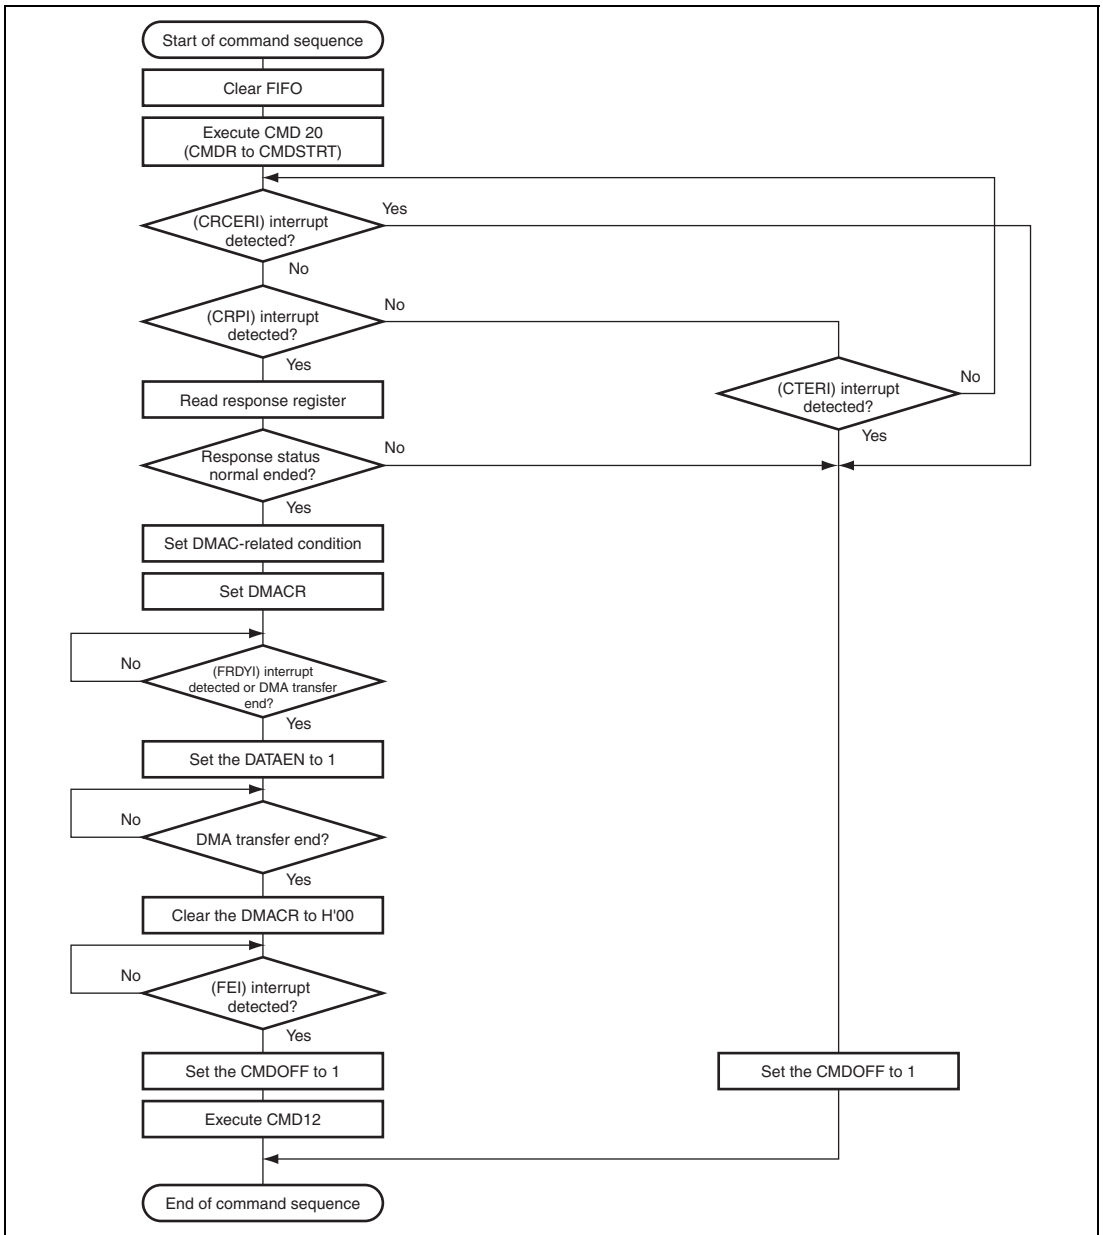 Start of command sequence
Clear FIFO
Execute CMD 20
(CMDR to CMDSTRT)
(CRCERI) interrupt
detected?
Yes
No
(CRPI) interrupt
detected?
No
Yes
(CTERI) interrupt
detected?
No
Yes
Read response register
Response status
normal ended?
No
Yes
Set DMAC-related condition
Set DMACR
(FRDYI) interrupt
detected or DMA transfer
end?
No
Yes
Set the DATAEN to 1
DMA transfer end?
No
Yes
Clear the DMACR to H'00
(FEI) interrupt
detected?
No
Yes
Set the CMDOFF to 1
Set the CMDOFF to 1
Execute CMD12
End of command sequence